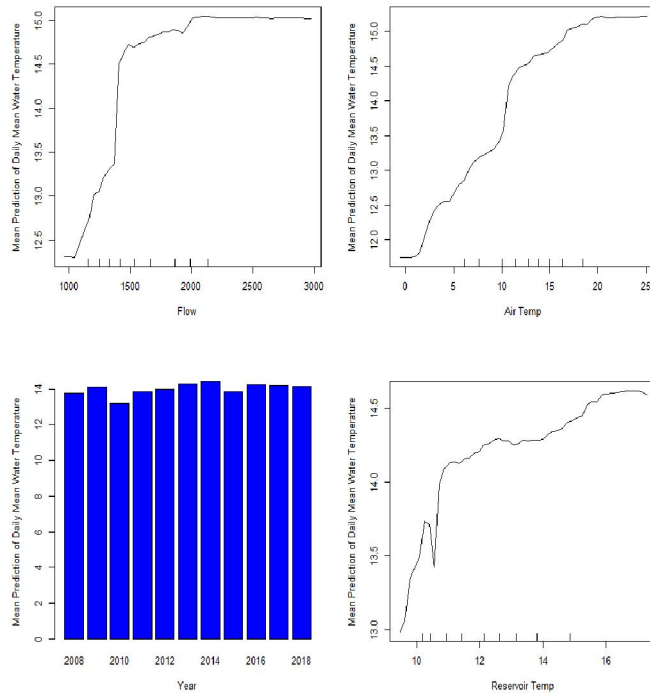 Mean Prediction of Daily Mean Water Temperature
15.0
14.5
14.0
13.5
13.0
12.5
1000 1500 2000 2500 3000
Flow
Mean Prediction of Daily Mean Water Temperature
15.0
14.5
14.0
13.5
13.0
12.5
12.0
0 5 10 15 20 25
Air Temp
Mean Prediction of Daily Mean Water Temperature
14
12
10
8
6
4
2
0
2008 2010 2012 2014 2016 2018
Year
Mean Prediction of Daily Mean Water Temperature
14.5
14.0
13.5
13.0
10 12 14 16
Reservoir Temp